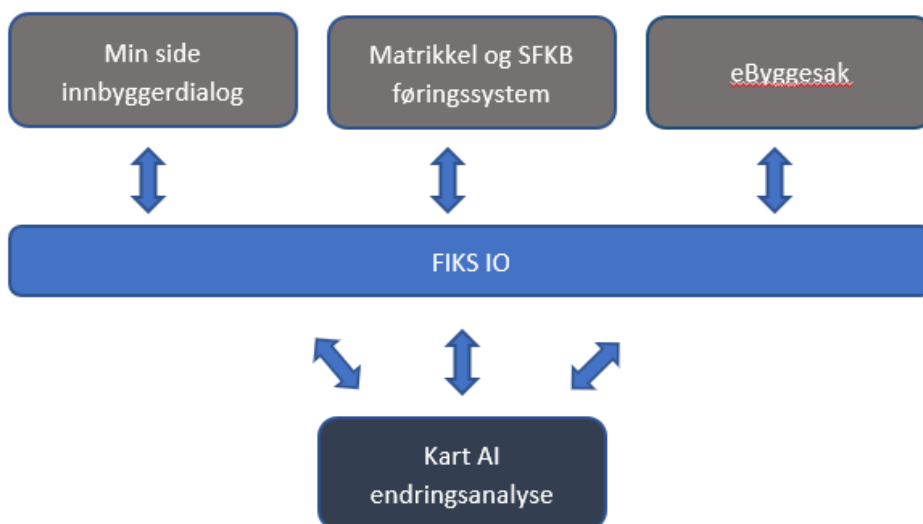 Min side
innbyggerdialog
Matrikkel og SFKB
føringssystem
eByggesak
FIKS IO
Kart AI
endringsanalyse